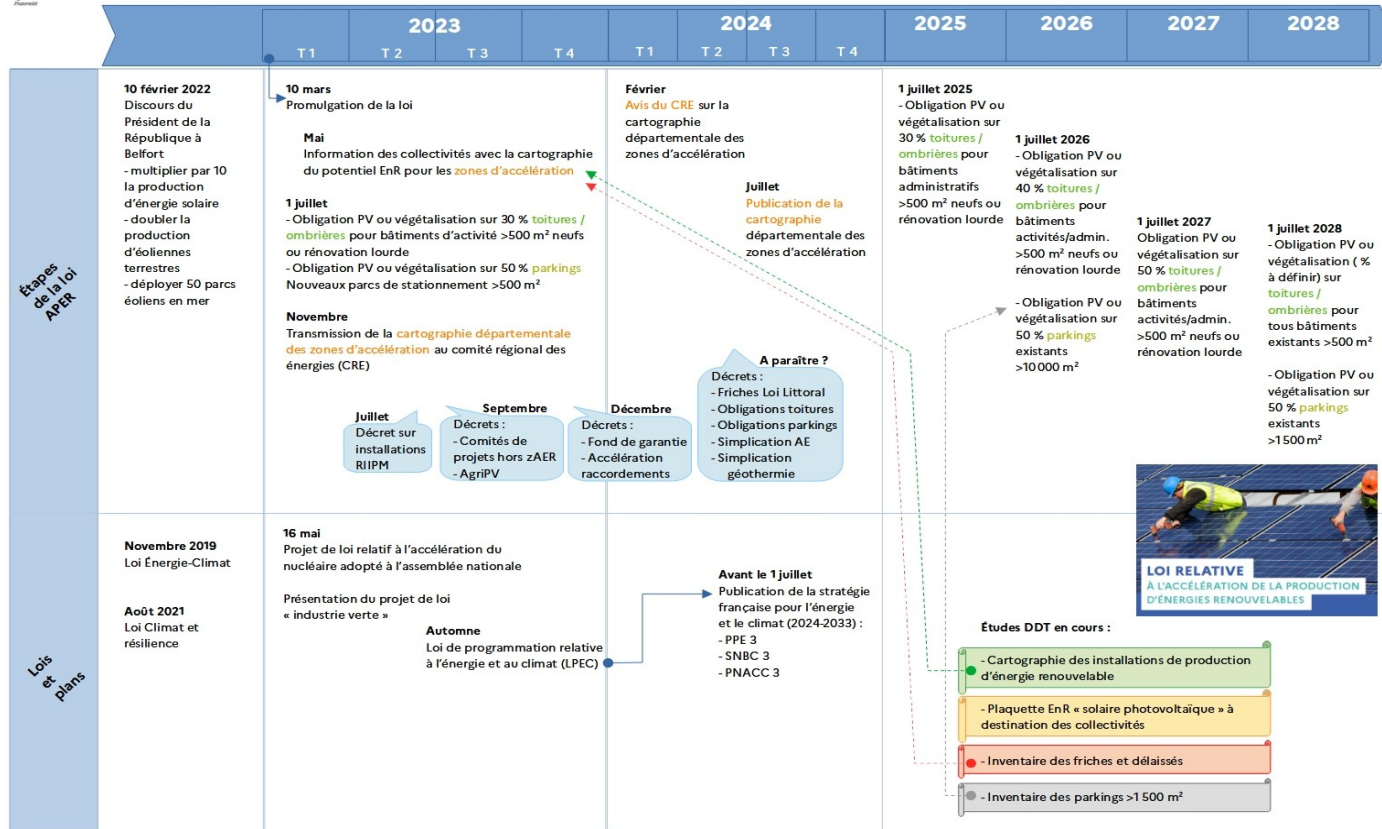 Fraternité
2023
2024
2025
2026
2027
2028
T 1
T 2
T 3
T 4
T 1
T 2
T 3
T 4
Étapes
de la loi
APER
10 février 2022
Discours du
Président de la
République à
Belfort
- multiplier par 10
la production
d'énergie solaire
- doubler la
production
d'éoliennes
terrestres
- déployer 50 parcs
éoliens en mer
10 mars
Promulgation de la loi
Mai
Information des collectivités avec la cartographie
du potentiel EnR pour les zones d'accélération
1 juillet
- Obligation PV ou végétalisation sur 30 % toitures /
ombrières pour bâtiments d'activité >500 m² neufs
ou rénovation lourde
- Obligation PV ou végétalisation sur 50 % parkings
Nouveaux parcs de stationnement >500 m²
Novembre
Transmission de la cartographie départementale
des zones d'accélération au comité régional des
énergies (CRE)
Juillet
Décret sur
installations
RIIPM
Septembre
Décrets :
- Comités de
projets hors zAER
- AgriPV
Décembre
Décrets :
- Fond de garantie
- Accélération
raccordements
A paraître ?
Décrets :
- Friches Loi Littoral
- Obligations toitures
- Obligations parkings
- Simplication AE
- Simplication
géothermie
Février
Avis du CRE sur la
cartographie
départementale des
zones d'accélération
Juillet
Publication de la
cartographie
départementale des
zones d'accélération
1 juillet 2025
- Obligation PV ou
végétalisation sur
30 % toitures /
ombrières pour
bâtiments
administratifs
>500 m² neufs ou
rénovation lourde
1 juillet 2026
- Obligation PV ou
végétalisation sur
40 % toitures /
ombrières pour
bâtiments
activités/admin.
>500 m² neufs ou
rénovation lourde
- Obligation PV ou
végétalisation sur
50 % parkings
existants
>10 000 m²
1 juillet 2027
Obligation PV ou
végétalisation sur
50 % toitures /
ombrières pour
bâtiments
activités/admin.
>500 m² neufs ou
rénovation lourde
1 juillet 2028
- Obligation PV ou
végétalisation ( %
à définir) sur
toitures /
ombrières pour
tous bâtiments
existants >500 m²
- Obligation PV ou
végétalisation sur
50 % parkings
existants
>1 500 m²
LOI RELATIVE
À L'ACCÉLÉRATION DE LA PRODUCTION
D'ÉNERGIES RENOUVELABLES
Lois
et
plans
Novembre 2019
Loi Énergie-Climat
Août 2021
Loi Climat et
résilience
16 mai
Projet de loi relatif à l'accélération du
nucléaire adopté à l'assemblée nationale
Présentation du projet de loi
« industrie verte »
Automne
Loi de programmation relative
à l'énergie et au climat (LPEC)
Avant le 1 juillet
Publication de la stratégie
française pour l'énergie
et le climat (2024-2033) :
- PPE 3
- SNBC 3
- PNACC 3
Études DDT en cours :
- Cartographie des installations de production
d'énergie renouvelable
- Plaquette EnR « solaire photovoltaïque » à
destination des collectivités
- Inventaire des friches et délaissés
- Inventaire des parkings >1 500 m²